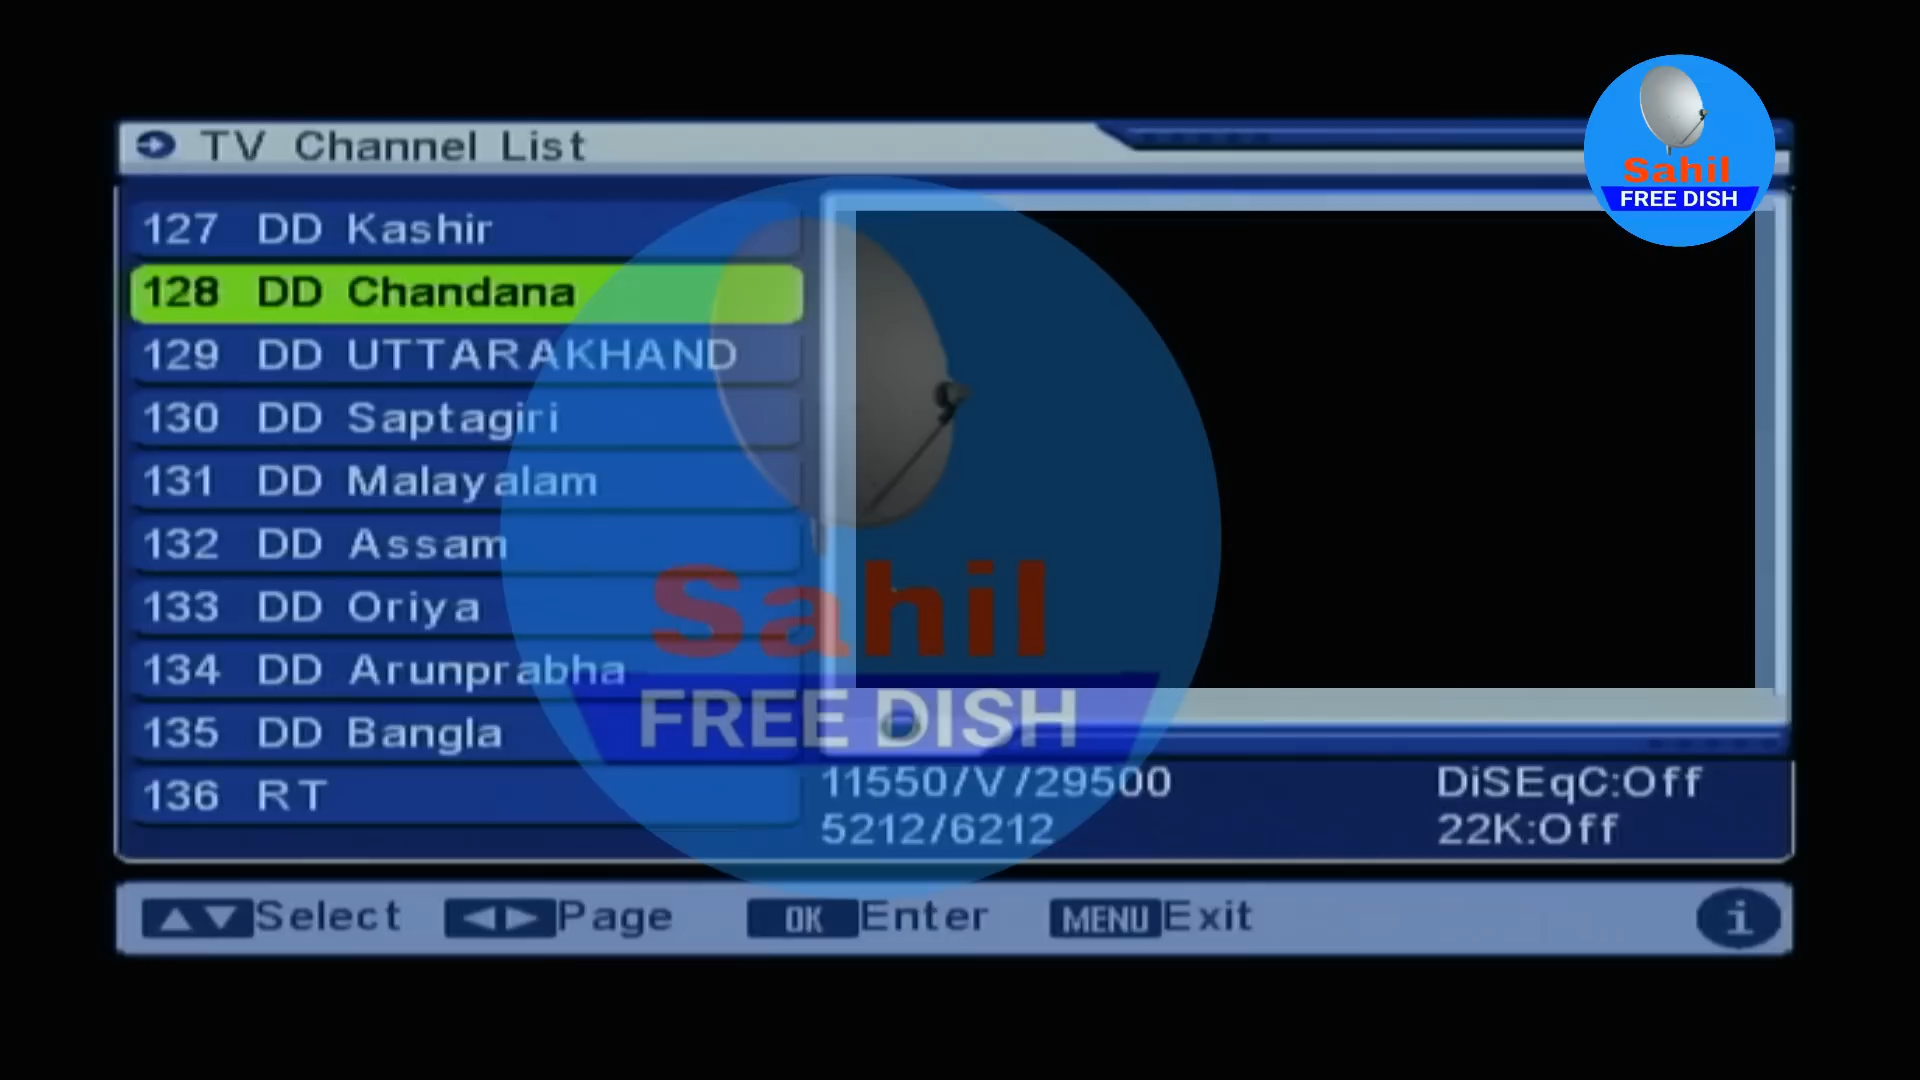 TV Channel List
Sahil
FREE DISH
127 DD Kashir
128 DD Chandana
129 DD UTTARAKHAND
130 DD Saptagiri
131 DD Malayalam
132 DD Assam
133 DD Oriya
134 DD Arunprabha
135 DD Bangla
136 RT
Sahil
FREE DISH
11550/V/29500
DiSEqC:Off
5212/6212
22K:Off
Select Page OK Enter MENU Exit i